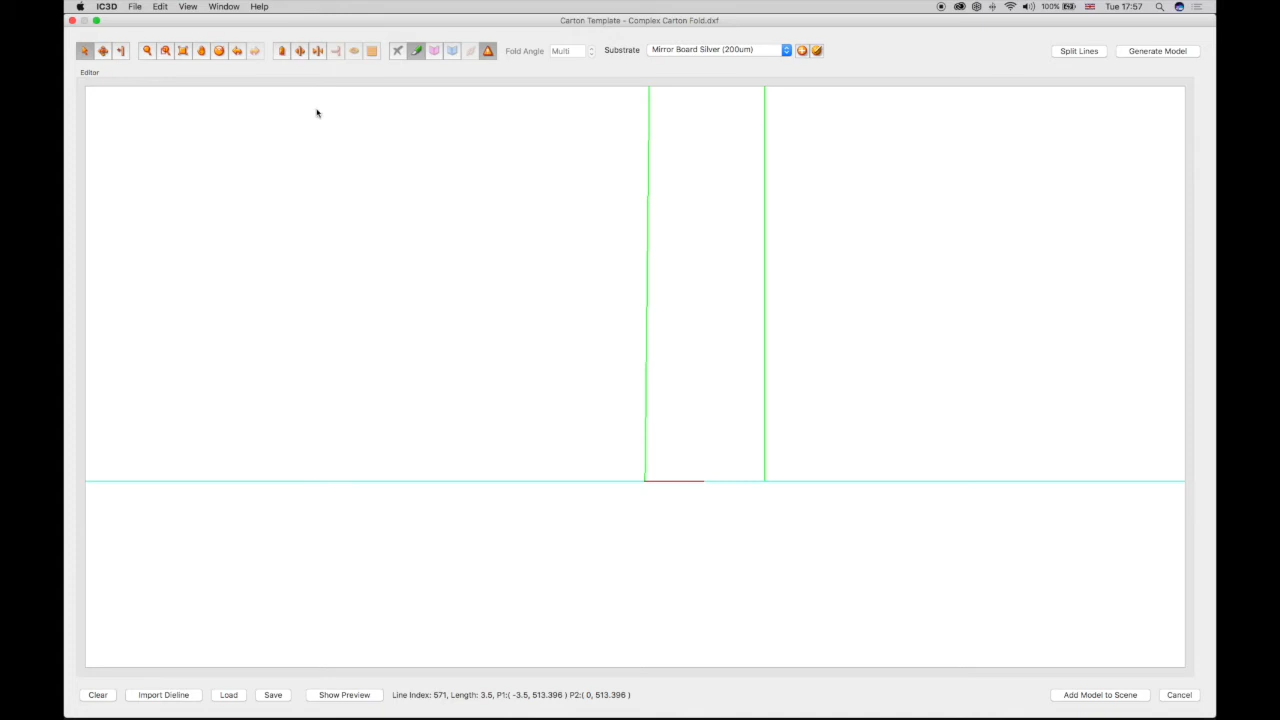 IC3D File Edit View Window Help 100% Tue 17:57
Carton Template - Complex Carton Fold.dxf
Fold Angle Multi Substrate Mirror Board Silver (200um) Split Lines Generate Model
Editor
Clear Import Dieline Load Save Show Preview Line Index: 571, Length: 3.5, P1:( -3.5, 513.396 ) P2:( 0, 513.396 ) Add Model to Scene Cancel